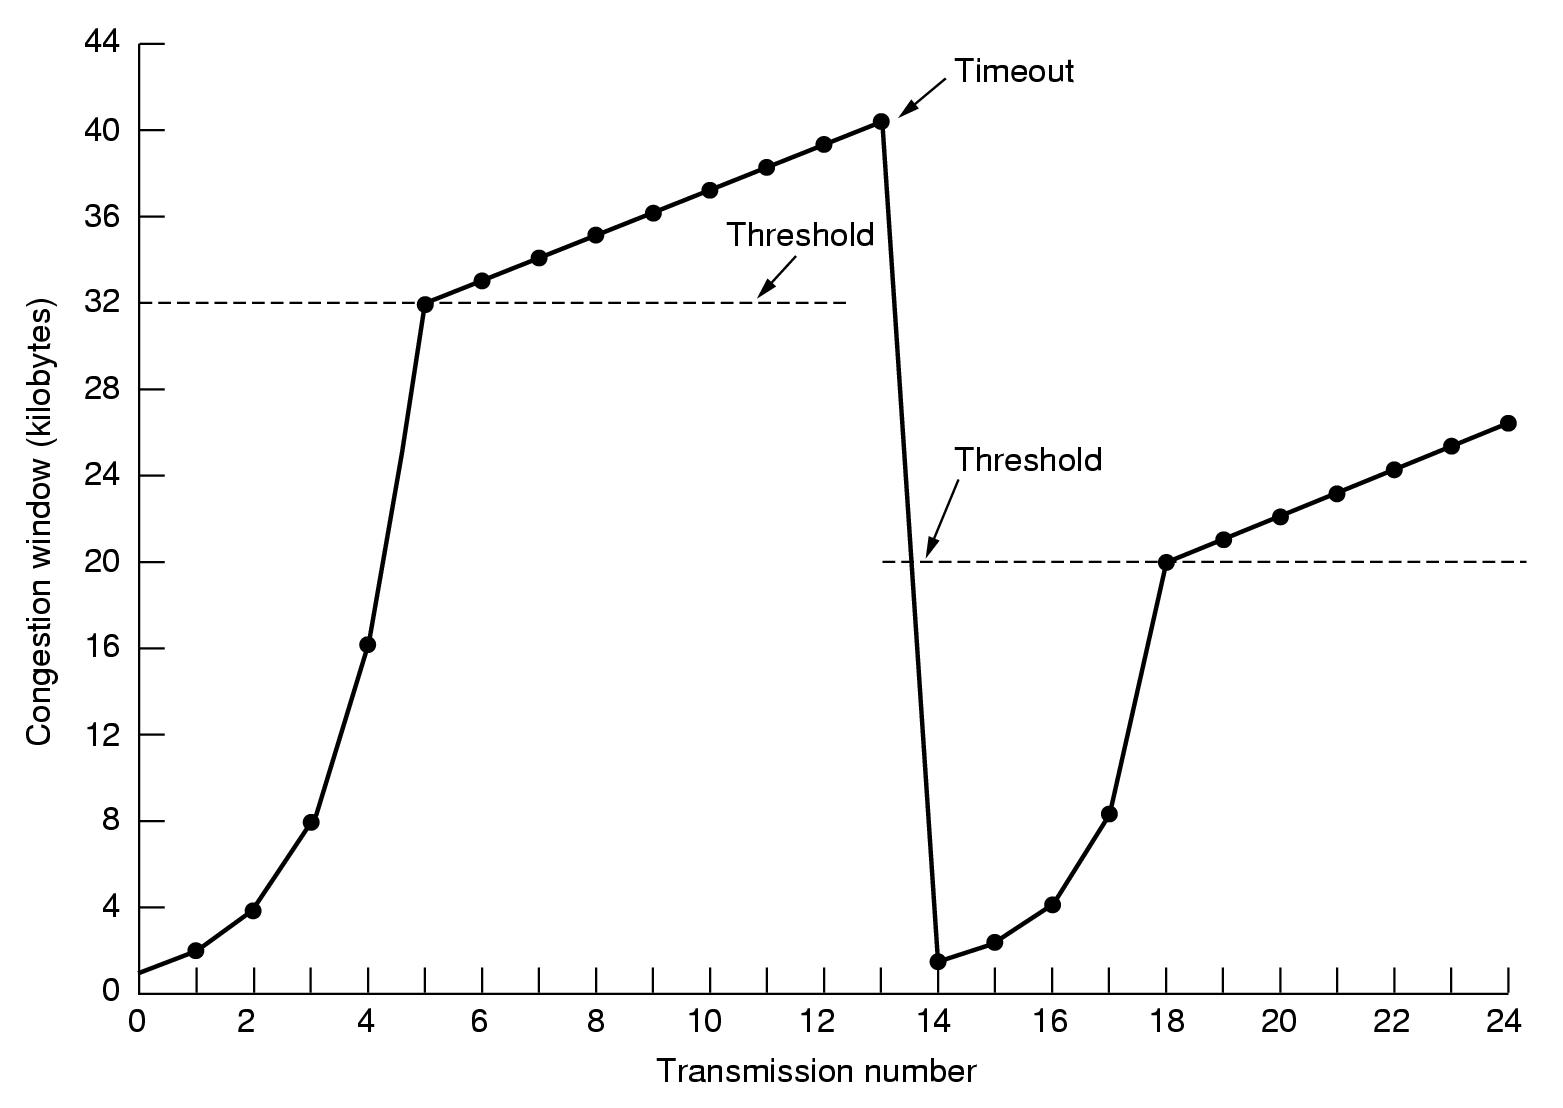 44
Timeout
40
36
Threshold
32
28
Threshold
24
20
16
12
8
4
0
Congestion window (kilobytes)
0 2 4 6 8 10 12 14 16 18 20 22 24
Transmission number